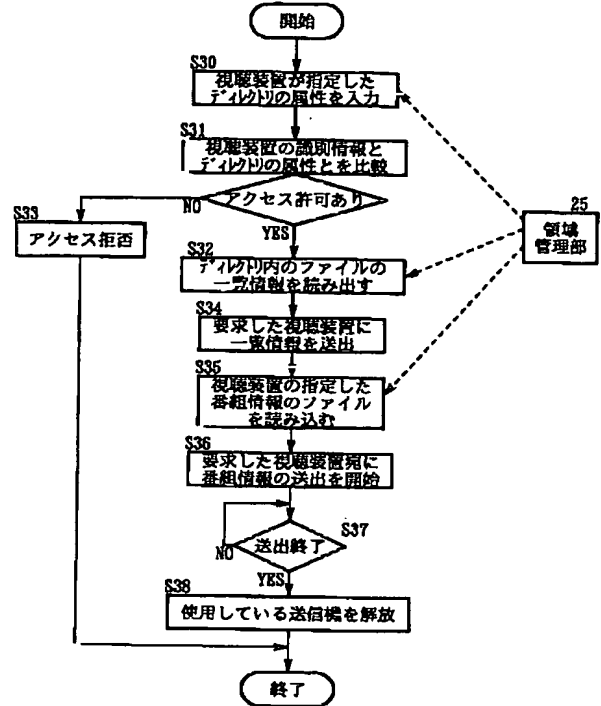 開始
S30
視聴装置が指定した
ディレクトリの属性を入力
S31
視聴装置の識別情報と
ディレクトリの属性とを比較
アクセス許可あり
NO
YES
S33
アクセス拒否
25
領域
管理部
S32
ディレクトリ内のファイルの
一覧情報を読み出す
S34
要求した視聴装置に
一覧情報を送出
S35
視聴装置の指定した
番組情報のファイル
を読み込む
S36
要求した視聴装置宛に
番組情報の送出を開始
S37
送出終了
NO
YES
S38
使用している送信機を解放
終了